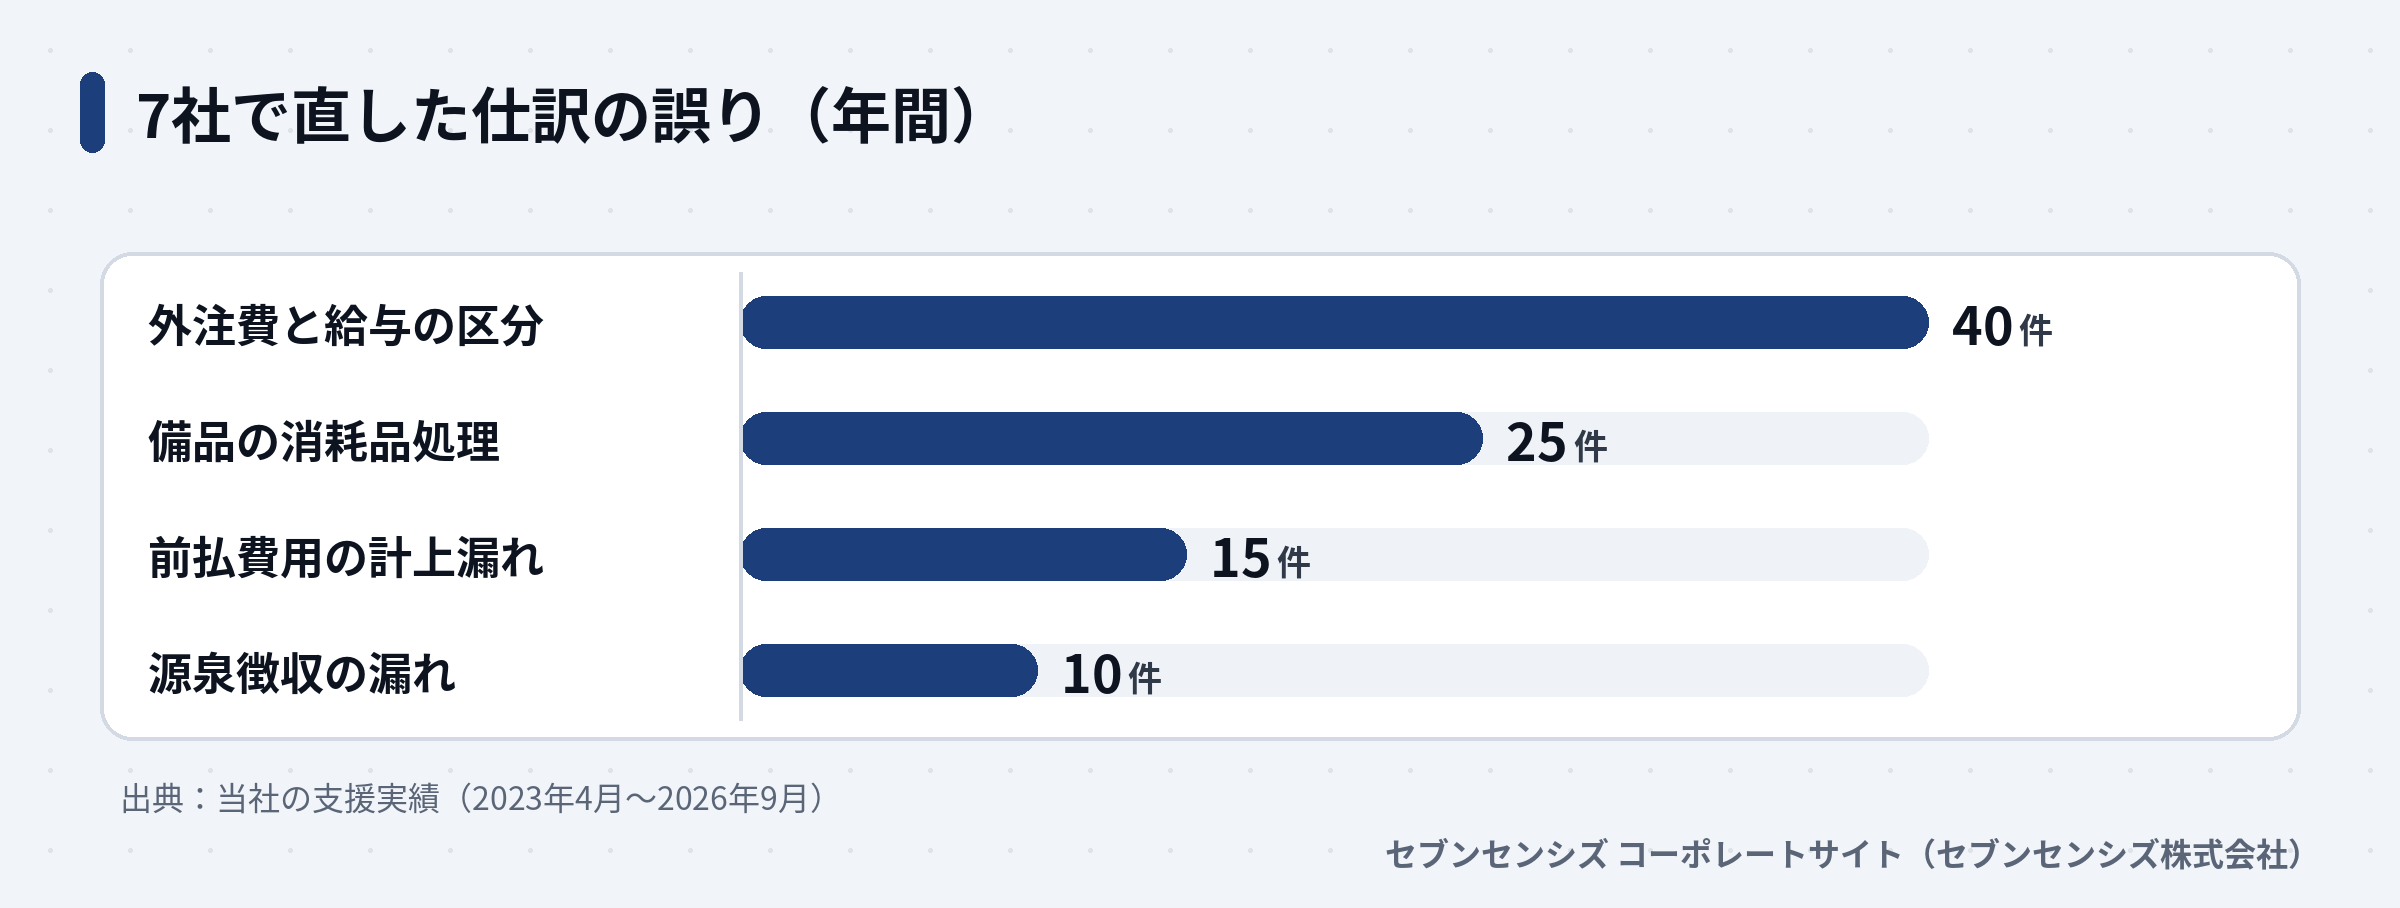 7社で直した仕訳の誤り（年間）
外注費と給与の区分 40件
備品の消耗品処理 25件
前払費用の計上漏れ 15件
源泉徴収の漏れ 10件
出典：当社の支援実績（2023年4月〜2026年9月）
セブンセンシズ コーポレートサイト（セブンセンシズ株式会社）